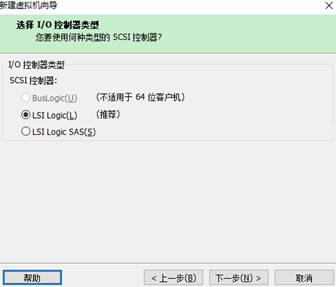 新建虚拟机向导
选择 I/O 控制器类型
您要使用何种类型的 SCSI 控制器?
I/O 控制器类型
SCSI 控制器:
BusLogic(U) (不适用于 64 位客户机)
LSI Logic(L) (推荐)
LSI Logic SAS(S)
帮助 < 上一步(B) 下一步(N) > 取消